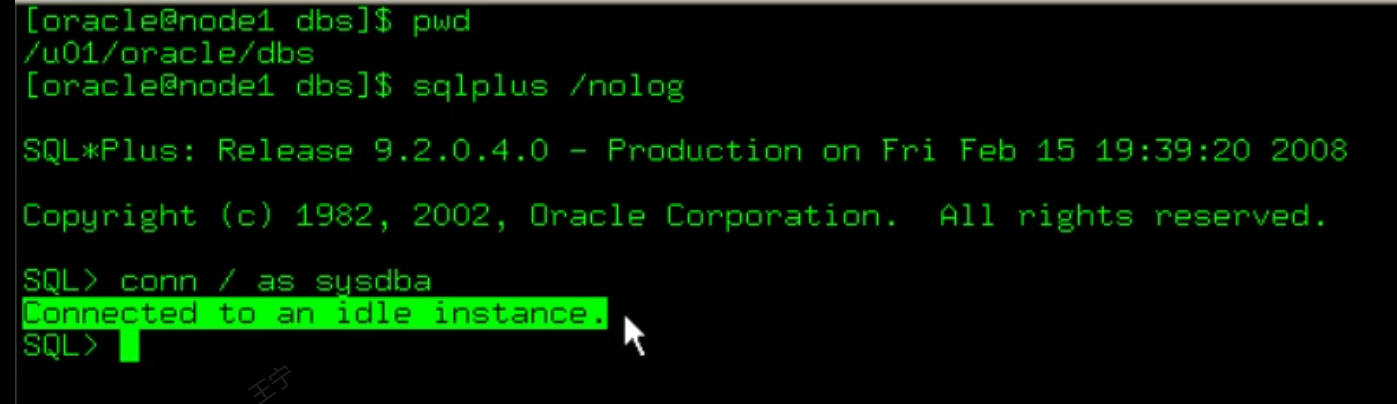 [oracle@node1 dbs]$ pwd
/u01/oracle/dbs
[oracle@node1 dbs]$ sqlplus /nolog
SQL*Plus: Release 9.2.0.4.0 - Production on Fri Feb 15 19:39:20 2008
Copyright (c) 1982, 2002, Oracle Corporation.  All rights reserved.
SQL> conn / as sysdba
Connected to an idle instance.
SQL>
王宁